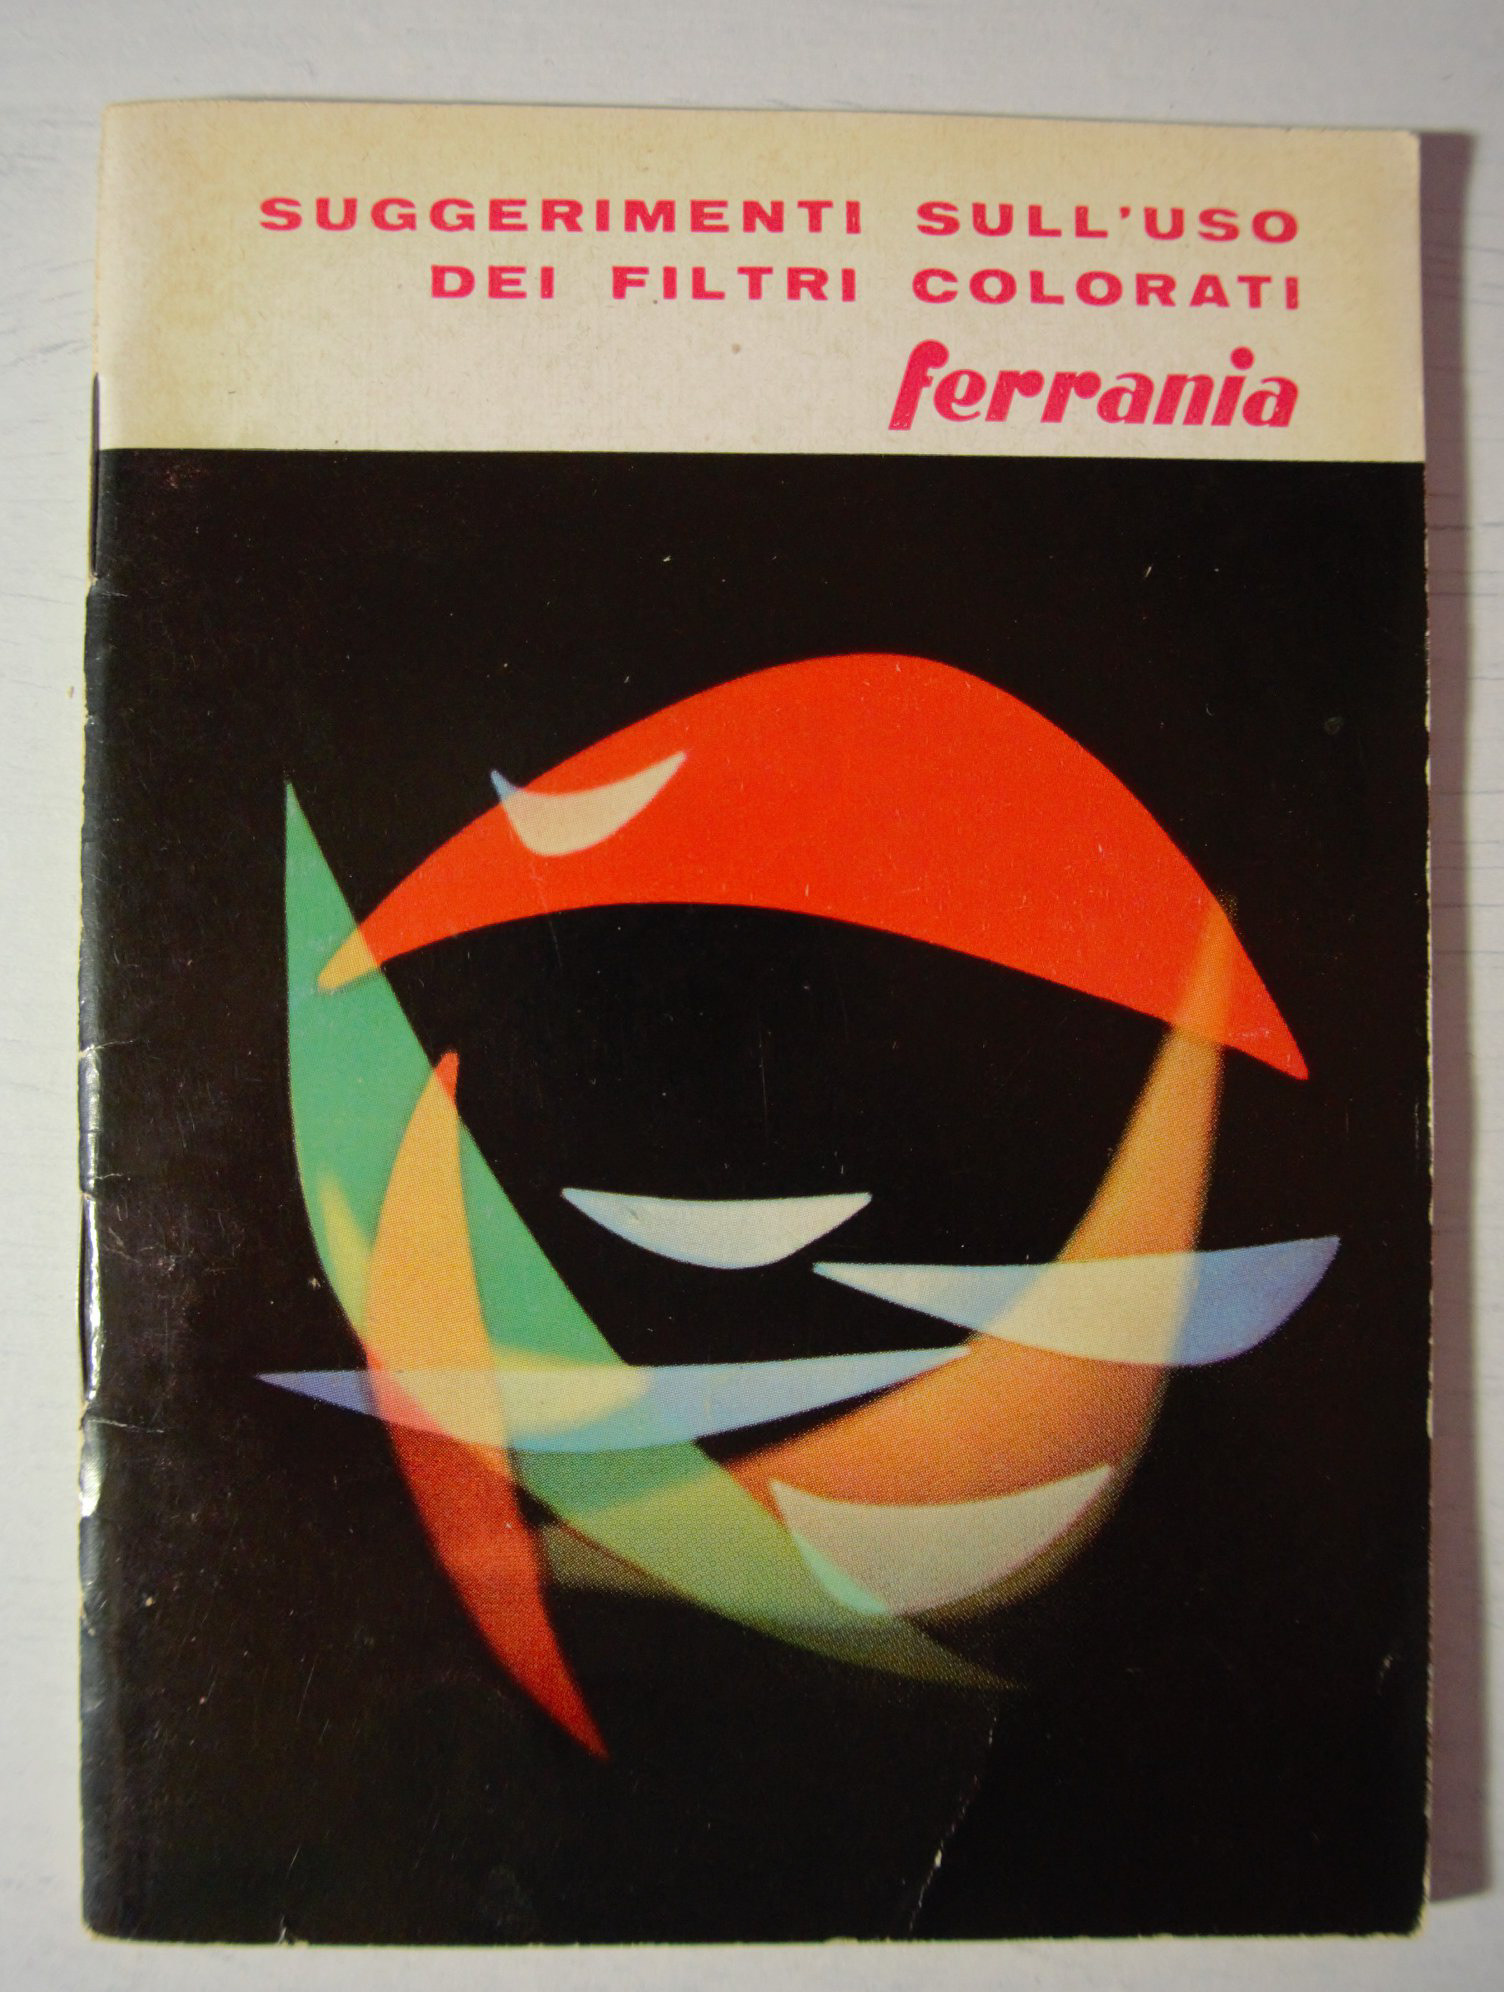 SUGGERIMENTI SULL'USO
DEI FILTRI COLORATI
ferrania